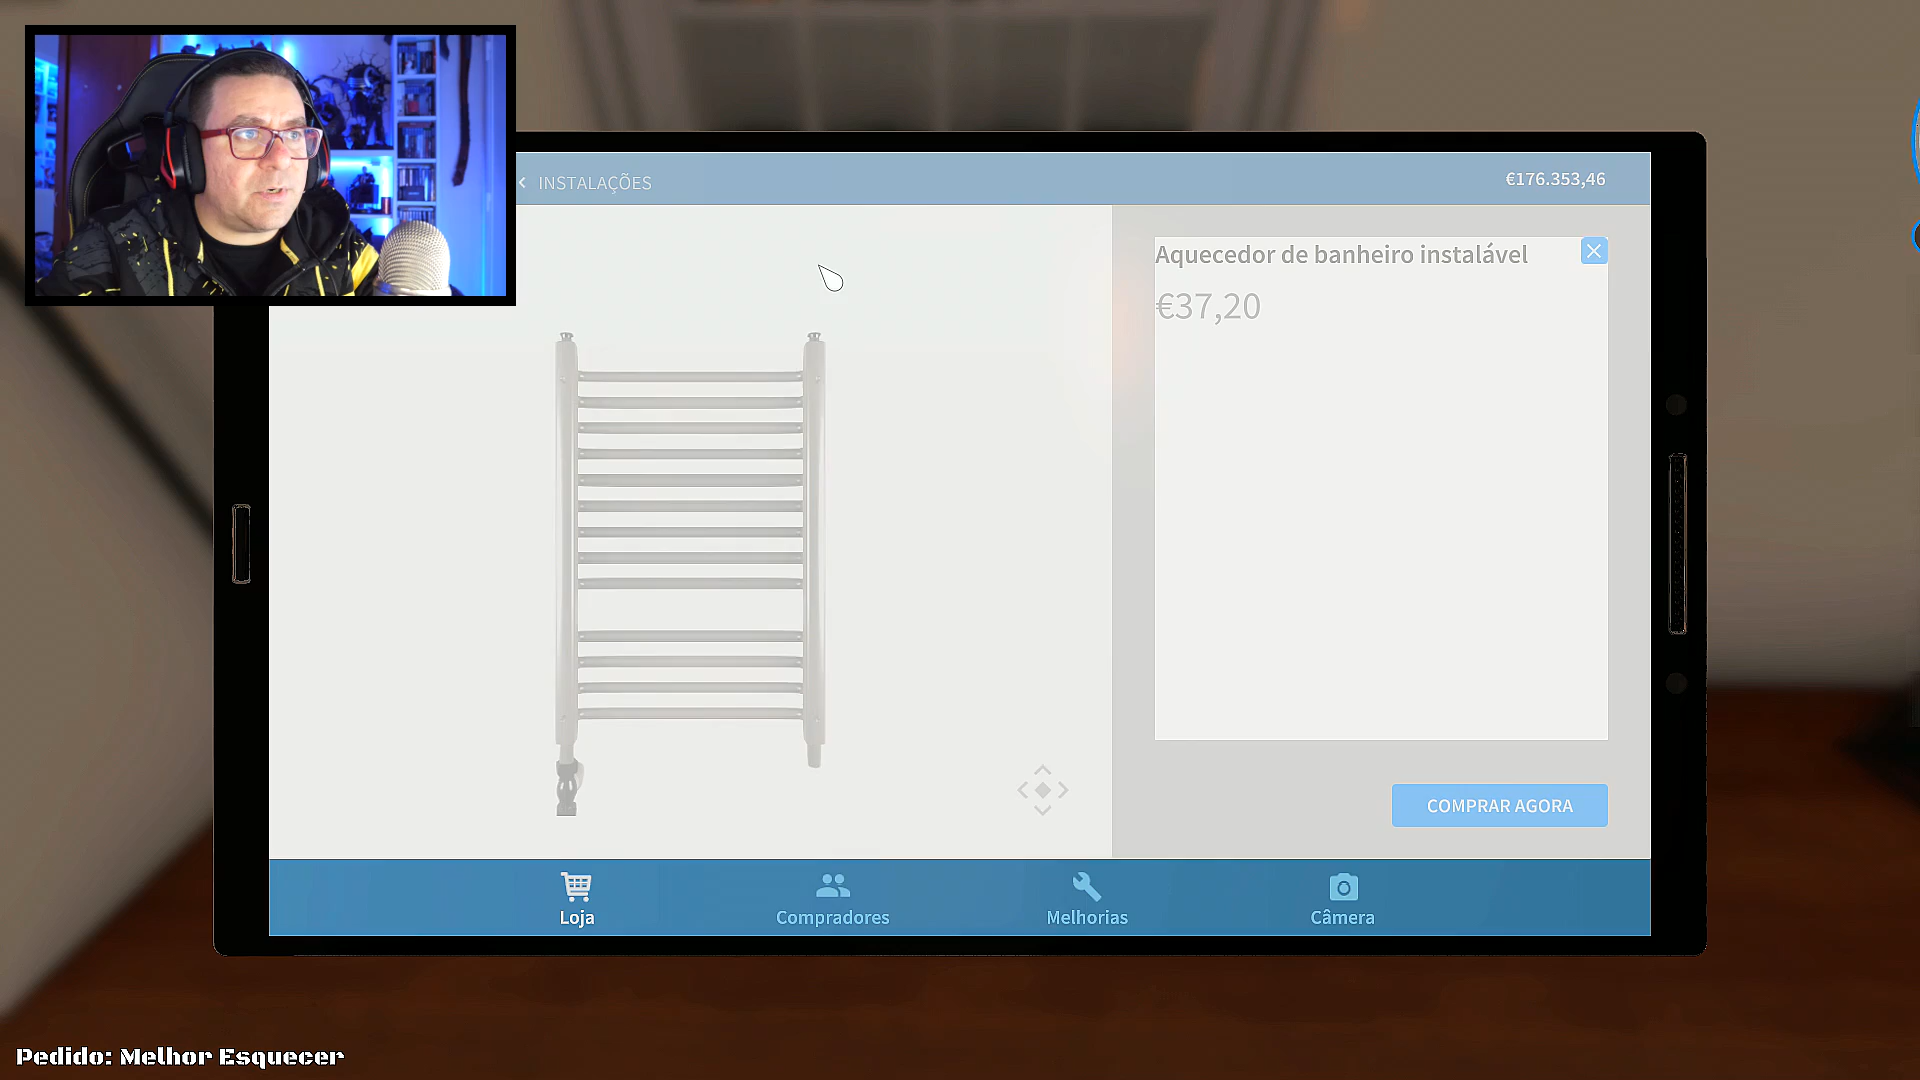 INSTALAÇÕES
€176.353,46
Aquecedor de banheiro instalável
€37,20
COMPRAR AGORA
Loja
Compradores
Melhorias
Câmera
Pedido: Melhor Esquecer